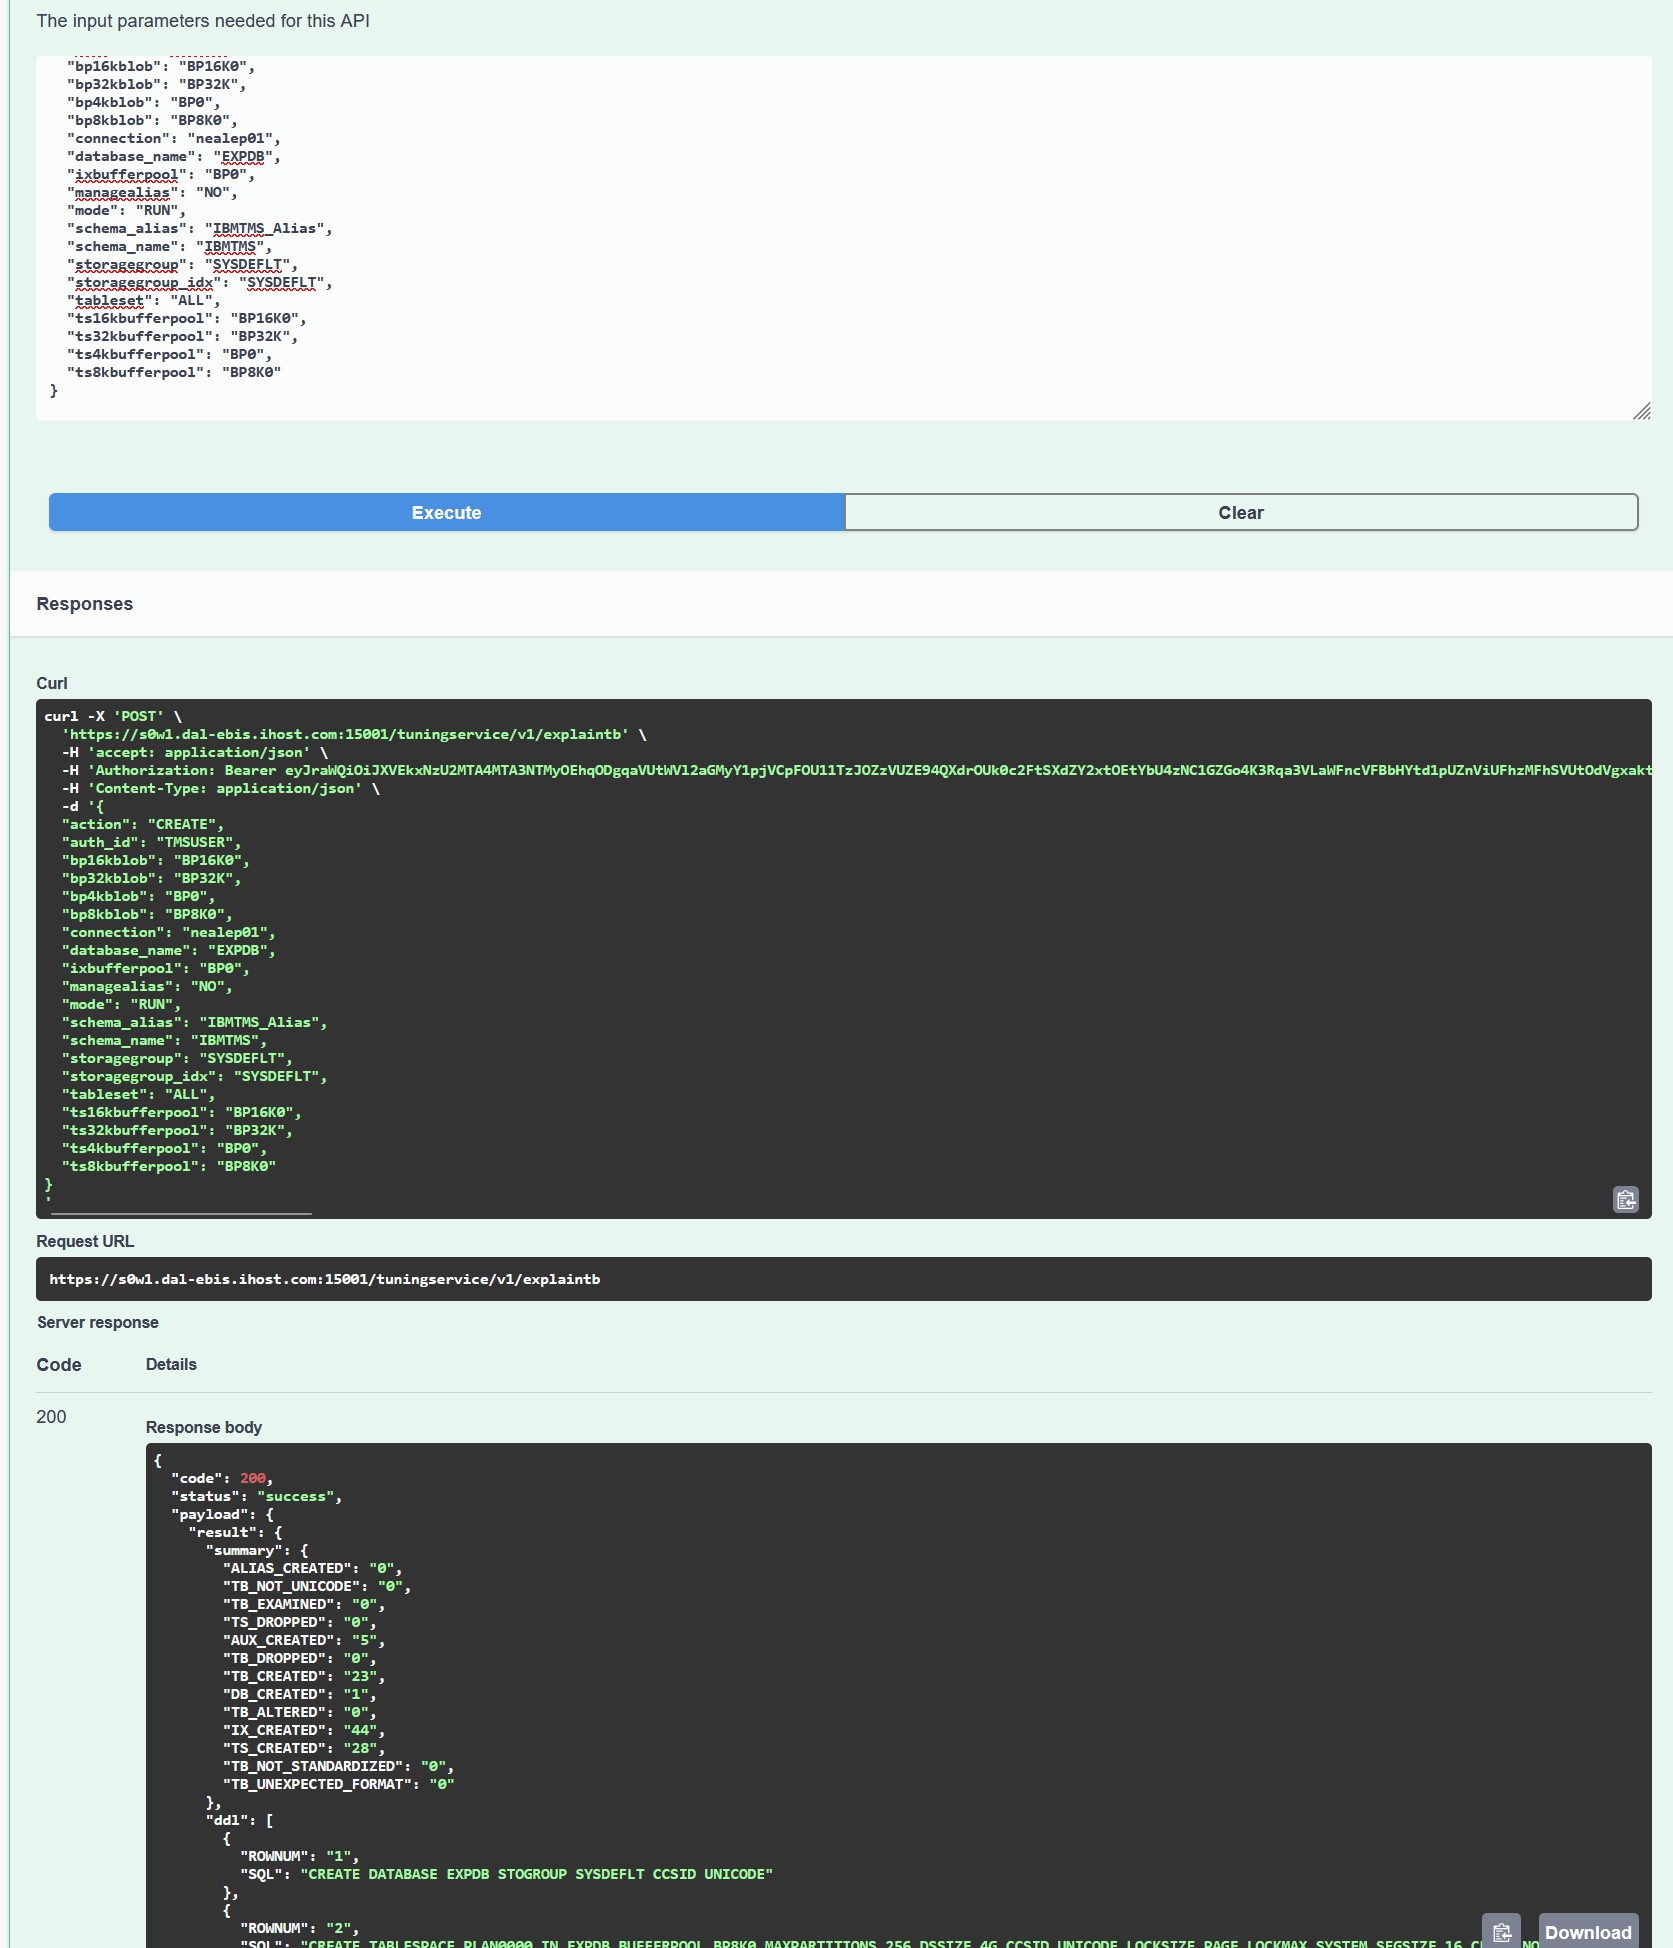 The input parameters needed for this API
"bp16kblob": "BP16K0",
"bp32kblob": "BP32K",
"bp4kblob": "BP0",
"bp8kblob": "BP8K0",
"connection": "nealep01",
"database_name": "EXPDB",
"ixbufferpool": "BP0",
"managealias": "NO",
"mode": "RUN",
"schema_alias": "IBMTMS_Alias",
"schema_name": "IBMTMS",
"storagegroup": "SYSDEFLT",
"storagegroup_idx": "SYSDEFLT",
"tableset": "ALL",
"ts16kbufferpool": "BP16K0",
"ts32kbufferpool": "BP32K",
"ts4kbufferpool": "BP0",
"ts8kbufferpool": "BP8K0"
}
Execute
Clear
Responses
Curl
curl -X 'POST' \
'https://s0w1.dal-ebis.ihost.com:15001/tuningservice/v1/explaintb' \
-H 'accept: application/json' \
-H 'Authorization: Bearer
-H 'Content-Type: application/json' \
-d '{
"action": "CREATE",
"auth_id": "TMSUSER",
"bp16kblob": "BP16K0",
"bp32kblob": "BP32K",
"bp4kblob": "BP0",
"bp8kblob": "BP8K0",
"connection": "nealep01",
"database_name": "EXPDB",
"ixbufferpool": "BP0",
"managealias": "NO",
"mode": "RUN",
"schema_alias": "IBMTMS_Alias",
"schema_name": "IBMTMS",
"storagegroup": "SYSDEFLT",
"storagegroup_idx": "SYSDEFLT",
"tableset": "ALL",
"ts16kbufferpool": "BP16K0",
"ts32kbufferpool": "BP32K",
"ts4kbufferpool": "BP0",
"ts8kbufferpool": "BP8K0"
}
'
Request URL
https://s0w1.dal-ebis.ihost.com:15001/tuningservice/v1/explaintb
Server response
Code
Details
200
Response body
{
"code": 200,
"status": "success",
"payload": {
"result": {
"summary": {
"ALIAS_CREATED": "0",
"TB_NOT_UNICODE": "0",
"TB_EXAMINED": "0",
"TS_DROPPED": "0",
"AUX_CREATED": "5",
"TB_DROPPED": "0",
"TB_CREATED": "23",
"DB_CREATED": "1",
"TB_ALTERED": "0",
"IX_CREATED": "44",
"TS_CREATED": "28",
"TB_NOT_STANDARDIZED": "0",
"TB_UNEXPECTED_FORMAT": "0"
},
"ddl": [
{
"ROWNUM": "1",
"SQL": "CREATE DATABASE EXPDB STOGROUP SYSDEFLT CCSID UNICODE"
},
{
"ROWNUM": "2",
"SQL": "CREATE TABLESPACE PLAN0000 IN EXPDB BUFFERPOOL BP8K0 MAXPARTITIONS 256 DSSIZE 4G CCSID UNICODE LOCKSIZE PAGE LOCKMAX SYSTEM SEGSIZE 16
Download